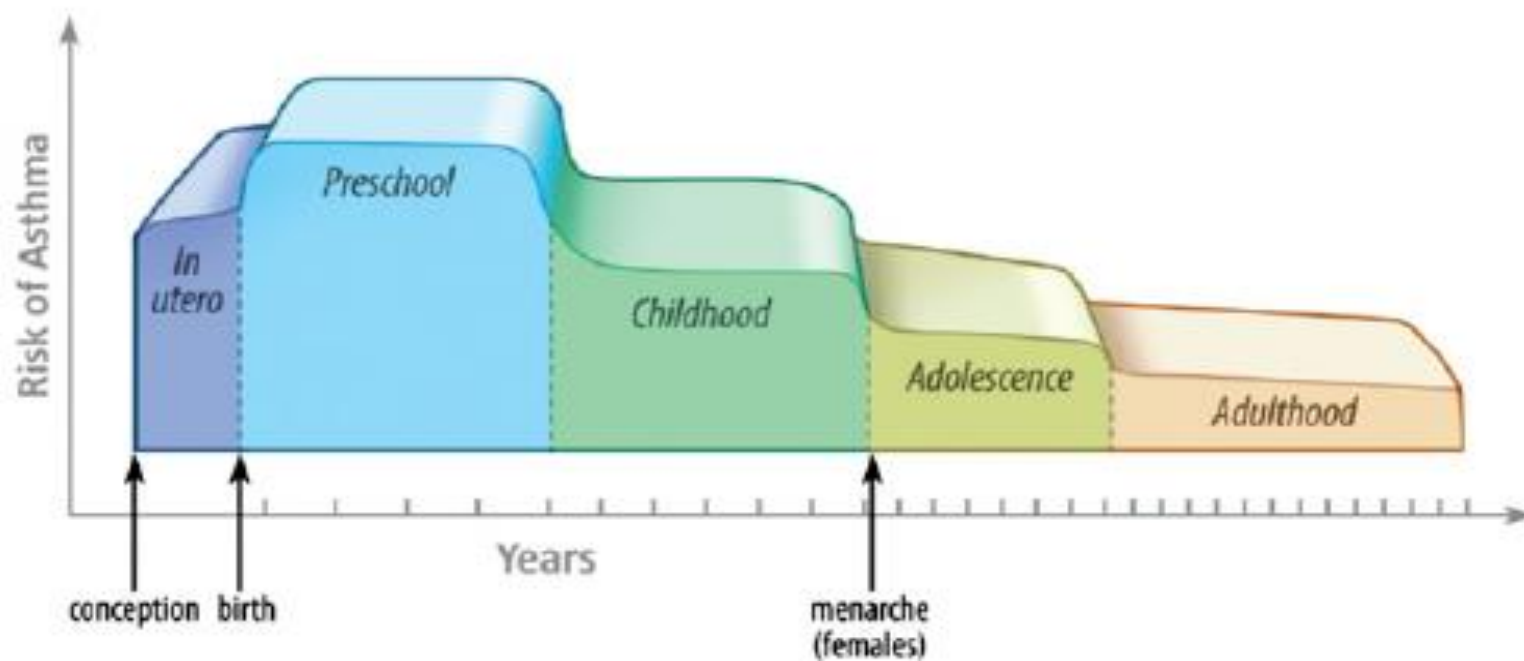 Risk of Asthma
In
utero
Preschool
Childhood
Adolescence
Adulthood
Years
conception
birth
menarche
(females)